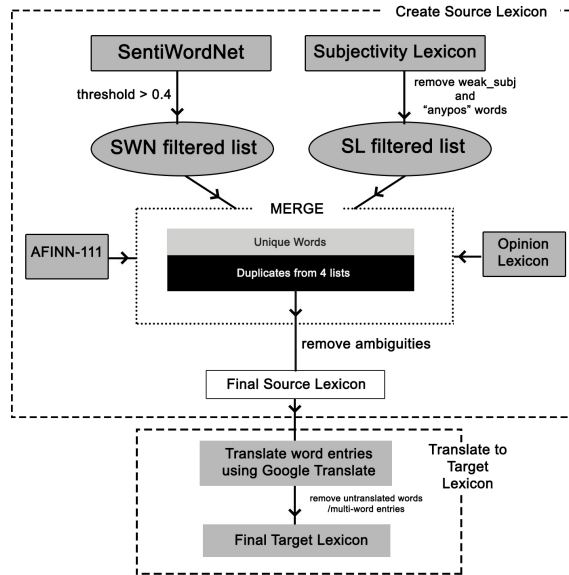 Create Source Lexicon
SentiWordNet
Subjectivity Lexicon
threshold > 0.4
remove weak_subj
and
“anypos” words
SWN filtered list
SL filtered list
MERGE
AFINN-111
Unique Words
Duplicates from 4 lists
Opinion
Lexicon
remove ambiguities
Final Source Lexicon
Translate word entries
using Google Translate
Translate to
Target
Lexicon
remove untranslated words
/multi-word entries
Final Target Lexicon